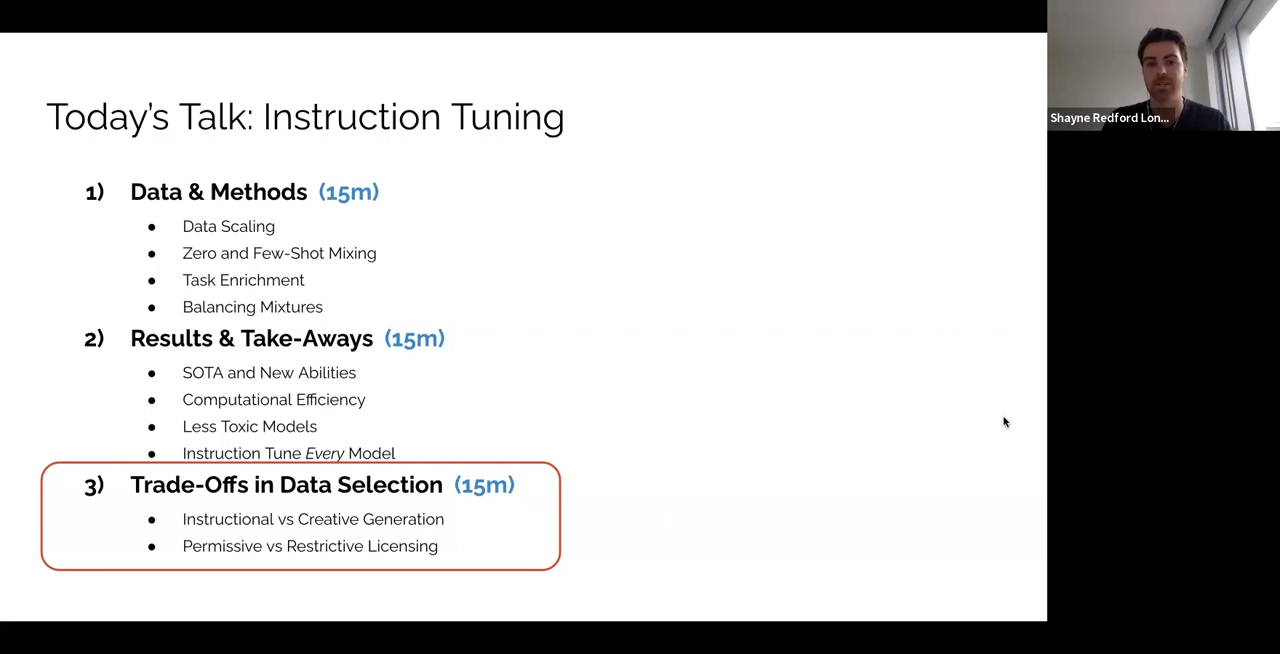 Today's Talk: Instruction Tuning
1) Data & Methods (15m)
● Data Scaling
● Zero and Few-Shot Mixing
● Task Enrichment
● Balancing Mixtures
2) Results & Take-Aways (15m)
● SOTA and New Abilities
● Computational Efficiency
● Less Toxic Models
● Instruction Tune Every Model
3) Trade-Offs in Data Selection (15m)
● Instructional vs Creative Generation
● Permissive vs Restrictive Licensing
Shayne Redford Lon...